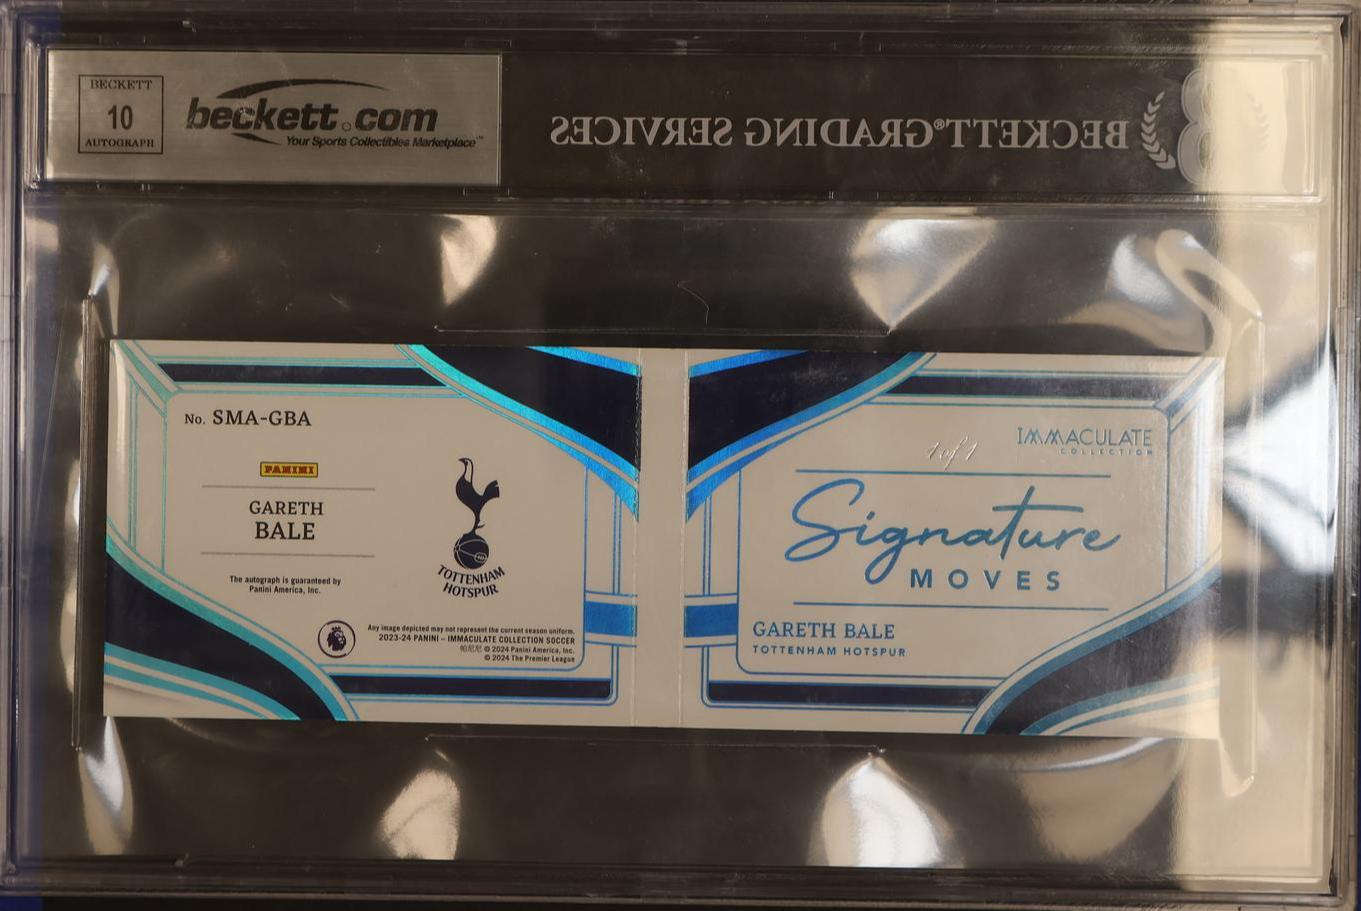 BECKETT
10
AUTOGRAPH
beckett.com
Your Sports Collectibles Marketplace™
BECKETT® GRADING SERVICES
8
No. SMA-GBA
PANINI
GARETH
BALE
The autograph is guaranteed by
Panini America, Inc.
TOTTENHAM
HOTSPUR
Any image depicted may not represent the current season uniform.
2023-24 PANINI – IMMACULATE COLLECTION SOCCER
帕尼尼 © 2024 Panini America, Inc.
© 2024 The Premier League
1 of 1
IMMACULATE
COLLECTION
Signature
MOVES
GARETH BALE
TOTTENHAM HOTSPUR